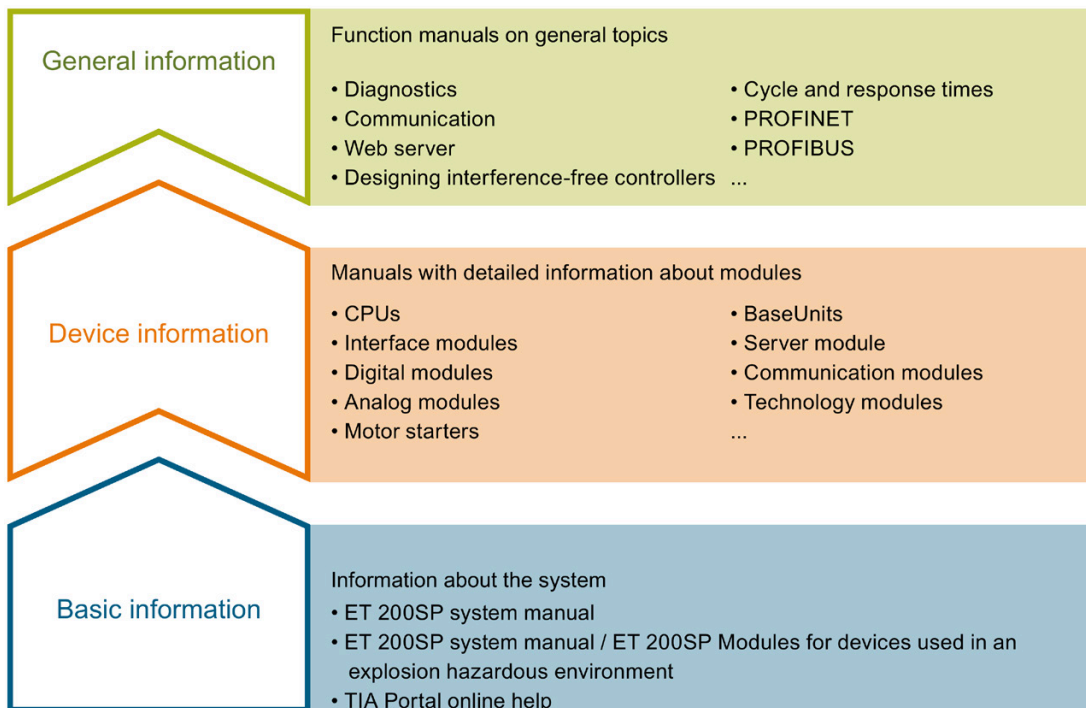 General information
Function manuals on general topics
• Diagnostics
• Communication
• Web server
• Designing interference-free controllers
• Cycle and response times
• PROFINET
• PROFIBUS
...
Device information
Manuals with detailed information about modules
• CPUs
• Interface modules
• Digital modules
• Analog modules
• Motor starters
• BaseUnits
• Server module
• Communication modules
• Technology modules
...
Basic information
Information about the system
• ET 200SP system manual
• ET 200SP system manual / ET 200SP Modules for devices used in an
explosion hazardous environment
• TIA Portal online help